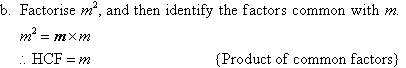 b. Factorise m², and then identify the factors common with m.
m² = m × m
∴ HCF = m (Product of common factors)